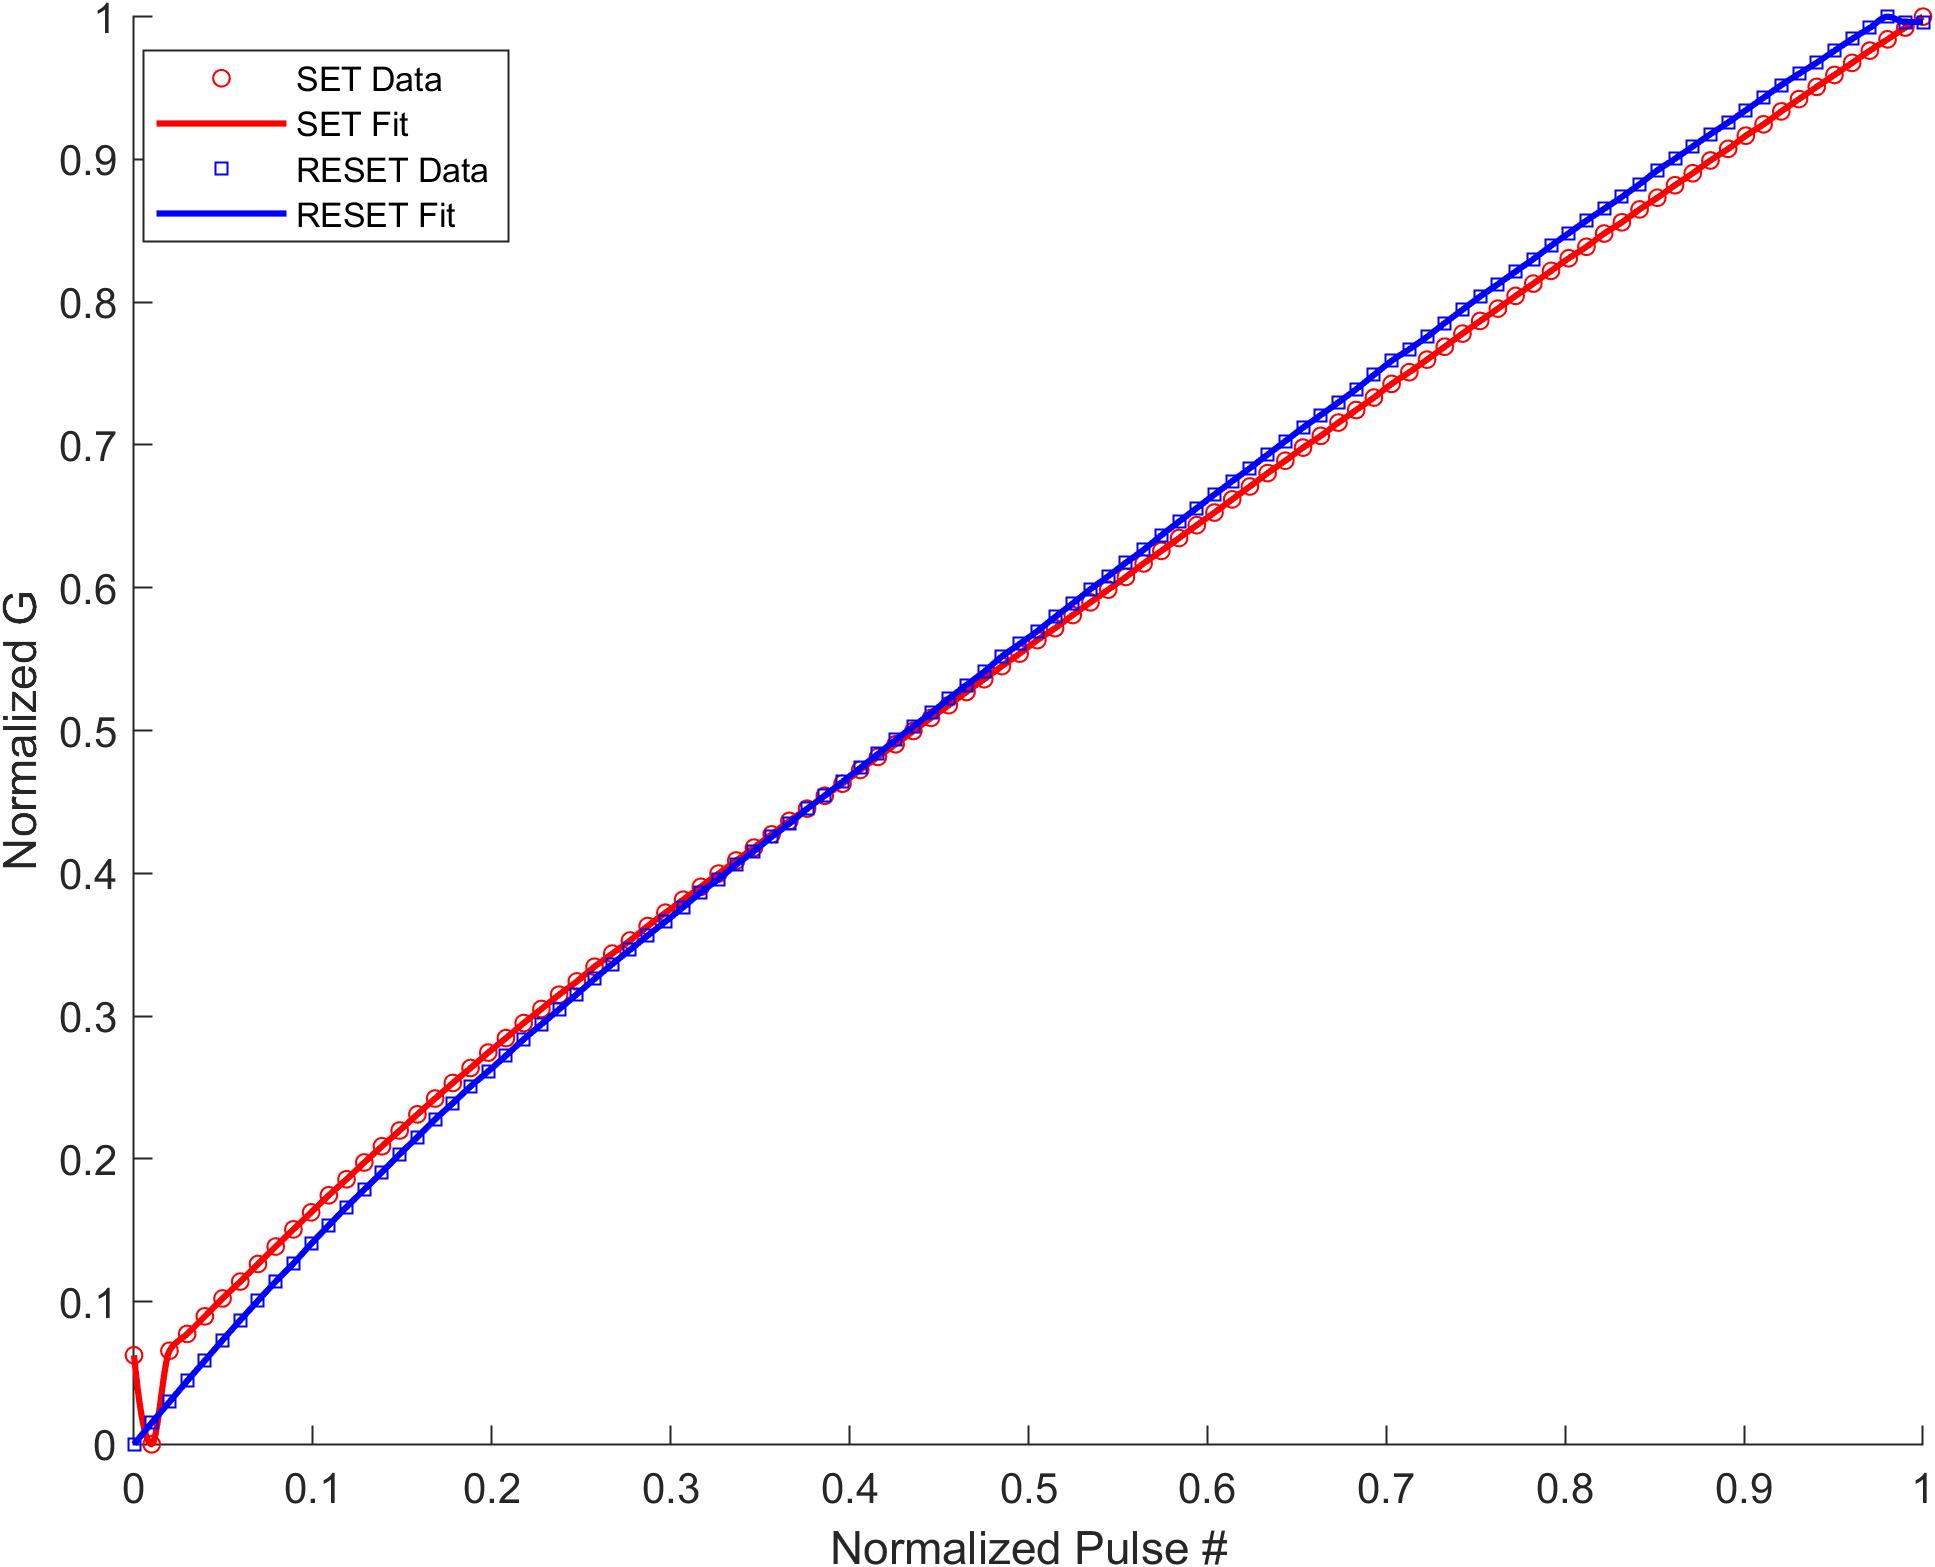 1
0.9
0.8
0.7
0.6
0.5
0.4
0.3
0.2
0.1
0
SET Data
SET Fit
RESET Data
RESET Fit
Normalized G
0 0.1 0.2 0.3 0.4 0.5 0.6 0.7 0.8 0.9 1
Normalized Pulse #